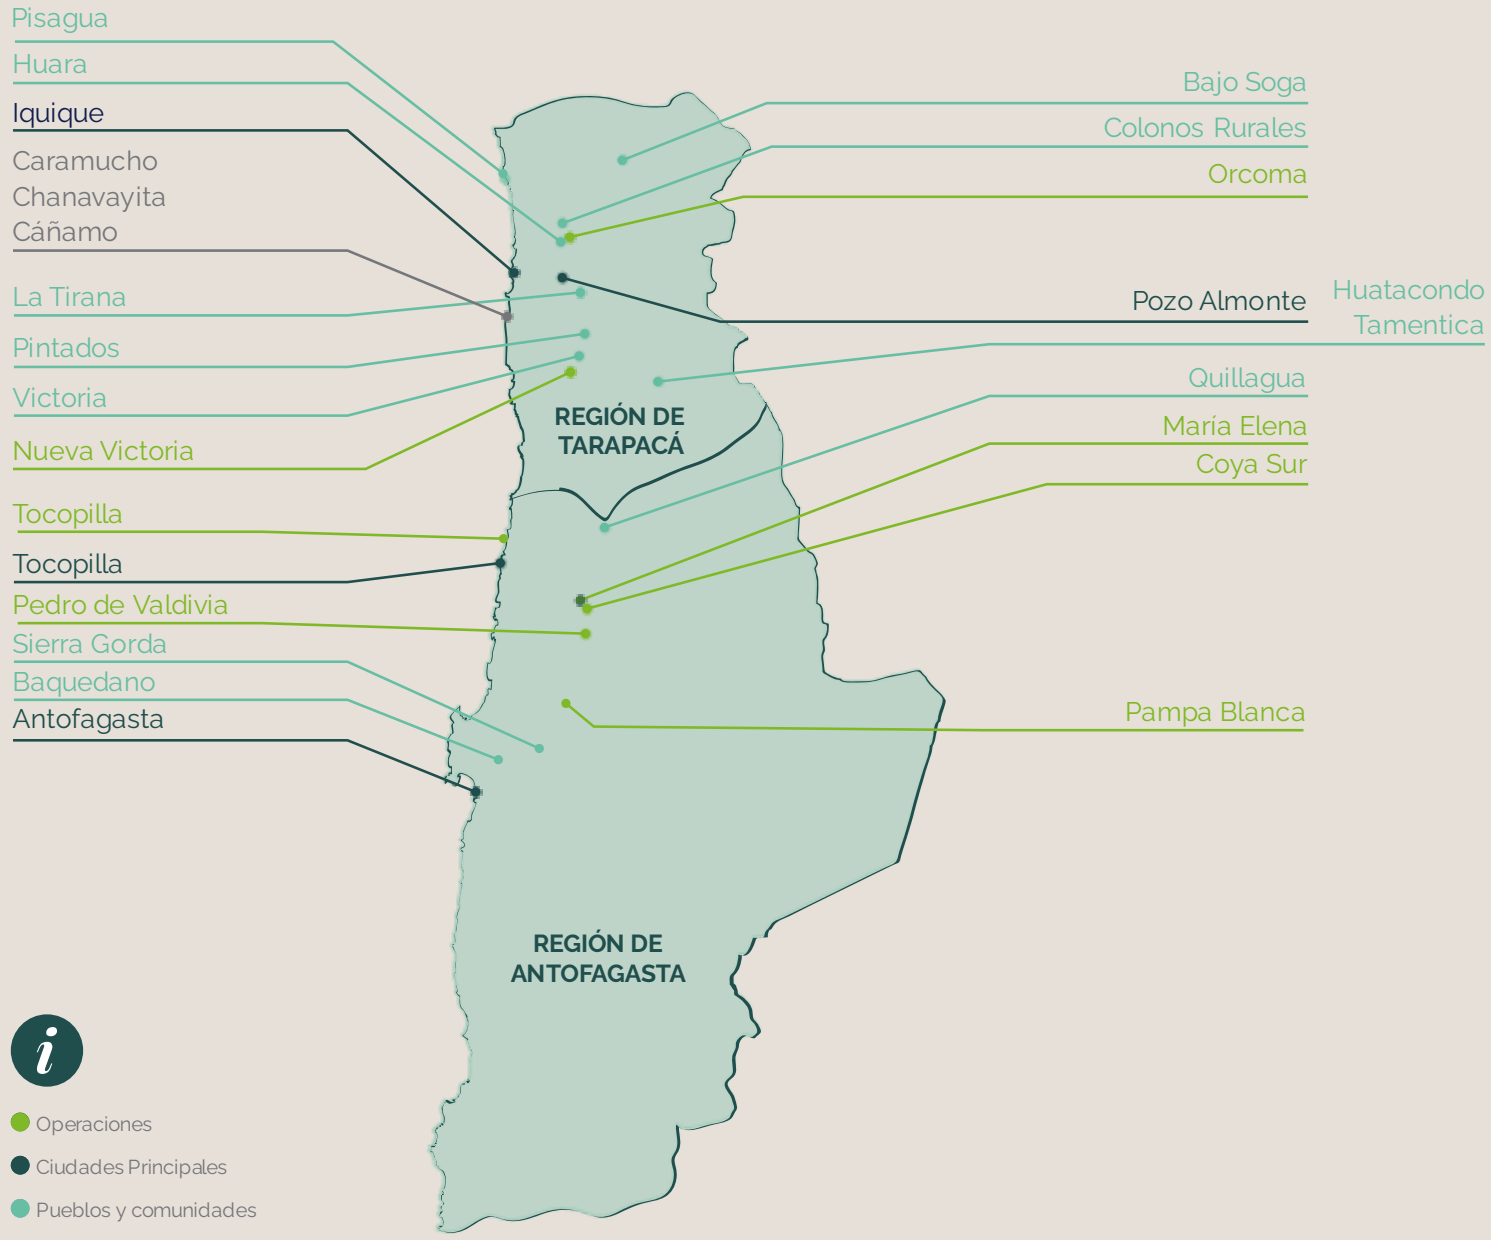 Pisagua
Huara
Iquique
Caramucho
Chanavayita
Cáñamo
La Tirana
Pintados
Victoria
Nueva Victoria
Tocopilla
Tocopilla
Pedro de Valdivia
Sierra Gorda
Baquedano
Antofagasta
Bajo Soga
Colonos Rurales
Orcoma
Pozo Almonte
Huatacondo
Tamentica
Quillagua
María Elena
Coya Sur
Pampa Blanca
REGIÓN DE
TARAPACÁ
REGIÓN DE
ANTOFAGASTA
i
Operaciones
Ciudades Principales
Pueblos y comunidades